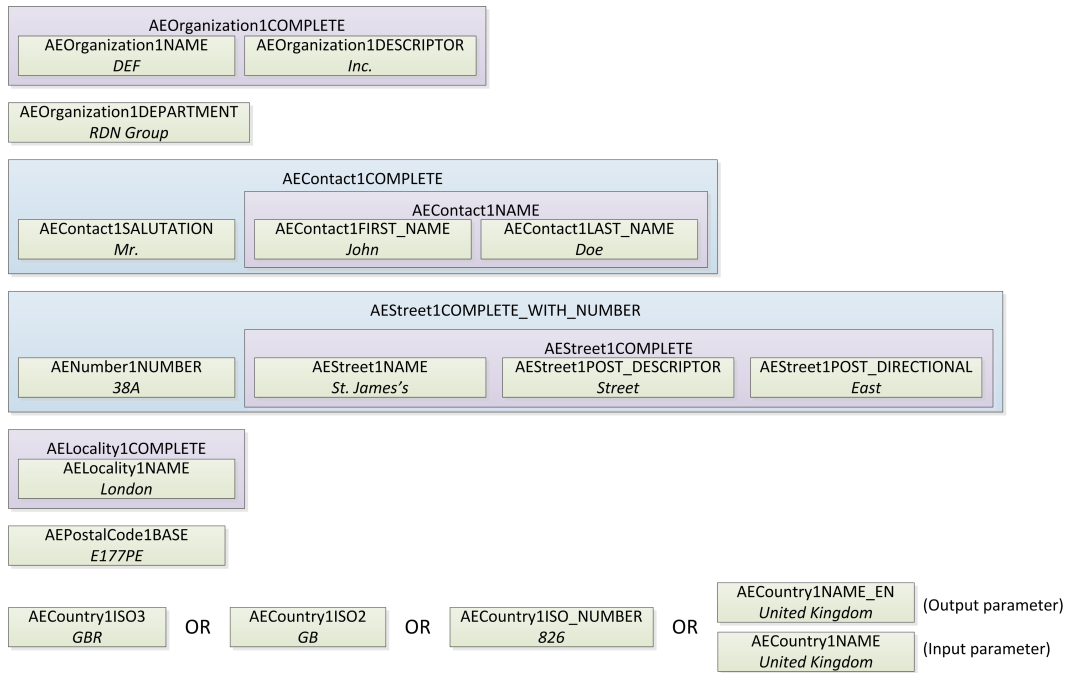 AEOrganization1COMPLETE
AEOrganization1NAME
DEF
AEOrganization1DESCRIPTOR
Inc.
AEOrganization1DEPARTMENT
RDN Group
AEContact1COMPLETE
AEContact1NAME
AEContact1SALUTATION
Mr.
AEContact1FIRST_NAME
John
AEContact1LAST_NAME
Doe
AEStreet1COMPLETE_WITH_NUMBER
AEStreet1COMPLETE
AENumber1NUMBER
38A
AEStreet1NAME
St. James’s
AEStreet1POST_DESCRIPTOR
Street
AEStreet1POST_DIRECTIONAL
East
AELocality1COMPLETE
AELocality1NAME
London
AEPostalCode1BASE
E177PE
AECountry1ISO3
GBR
OR
AECountry1ISO2
GB
OR
AECountry1ISO_NUMBER
826
OR
AECountry1NAME_EN
United Kingdom
(Output parameter)
AECountry1NAME
United Kingdom
(Input parameter)